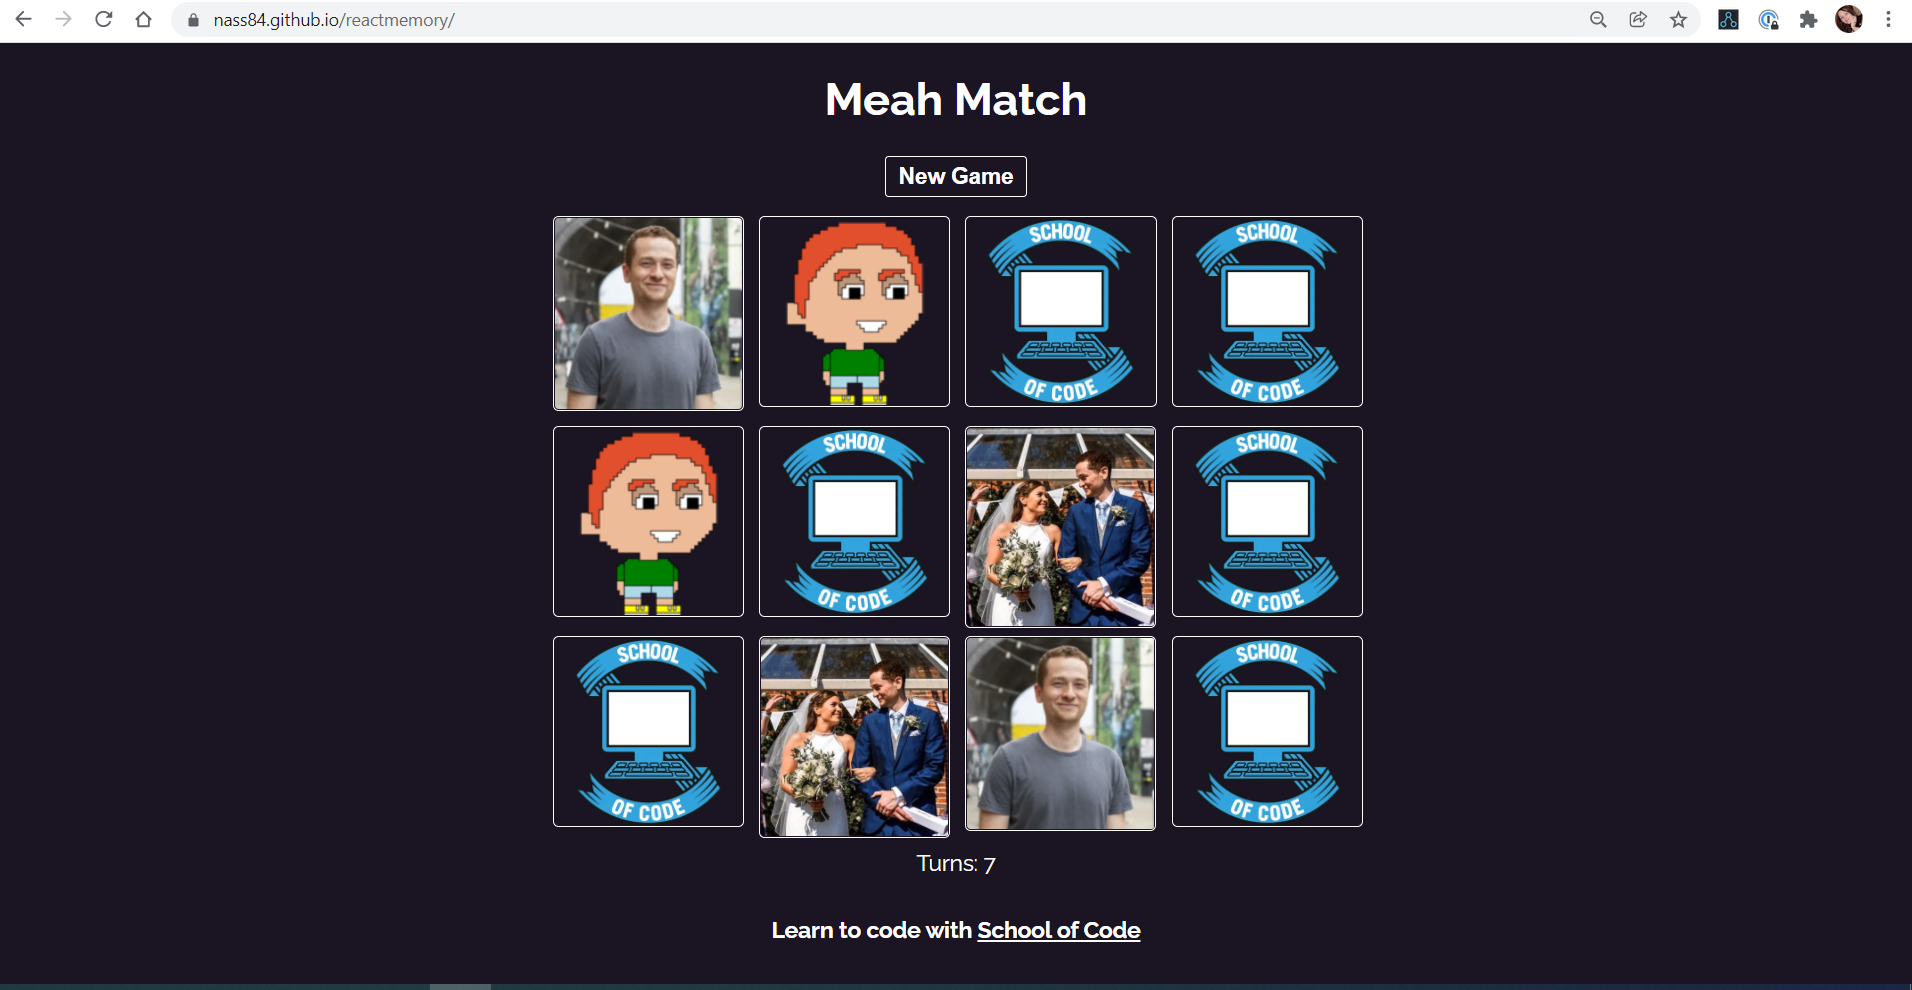 nass84.github.io/reactmemory/
Meah Match
New Game
SCHOOL
OF CODE
SCHOOL
OF CODE
SCHOOL
OF CODE
SCHOOL
OF CODE
SCHOOL
OF CODE
SCHOOL
OF CODE
Turns: 7
Learn to code with School of Code